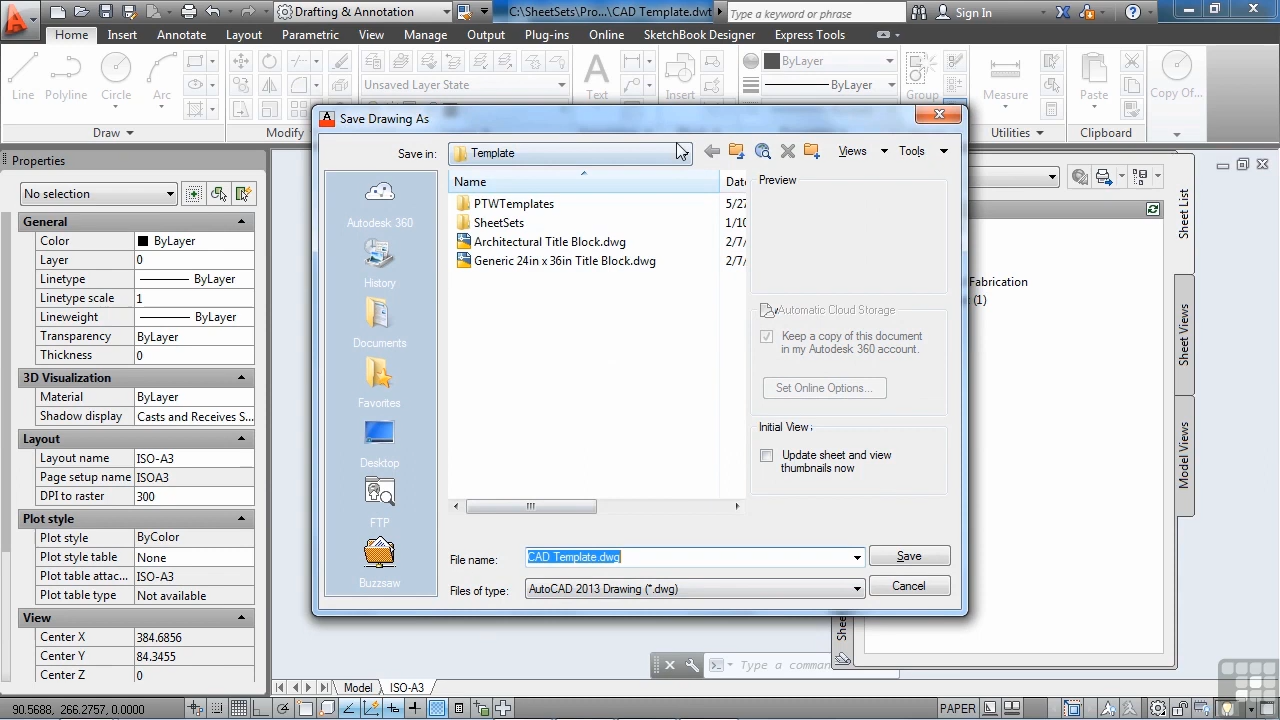 Drafting & Annotation
C:\SheetSets\Pro...\CAD Template.dwt
Type a keyword or phrase
Sign In
Home Insert Annotate Layout Parametric View Manage Output Plug-ins Online SketchBook Designer Express Tools
Unsaved Layer State
ByLayer
ByLayer
Line Polyline Circle Arc Text Insert Group Measure Paste Copy Of...
Draw Modify Utilities Clipboard
Properties
No selection
General
Color ByLayer
Layer 0
Linetype ByLayer
Linetype scale 1
Lineweight ByLayer
Transparency ByLayer
Thickness 0
3D Visualization
Material ByLayer
Shadow display Casts and Receives S...
Layout
Layout name ISO-A3
Page setup name ISOA3
DPI to raster 300
Plot style
Plot style ByColor
Plot style table None
Plot table attac... ISO-A3
Plot table type Not available
View
Center X 384.6856
Center Y 84.3455
Center Z 0
Save Drawing As
Save in: Template
Views Tools
Autodesk 360
History
Documents
Favorites
Desktop
FTP
Buzzsaw
Name Date
PTWTemplates 5/27
SheetSets 1/10
Architectural Title Block.dwg 2/7/
Generic 24in x 36in Title Block.dwg 2/7/
Preview
Automatic Cloud Storage
Keep a copy of this document
in my Autodesk 360 account.
Set Online Options...
Initial View
Update sheet and view
thumbnails now
File name: CAD Template.dwg
Save
Files of type: AutoCAD 2013 Drawing (*.dwg)
Cancel
Fabrication
(1)
Sheet List
Sheet Views
Model Views
Type a comman
Model ISO-A3
90.5688, 266.2757, 0.0000
PAPER